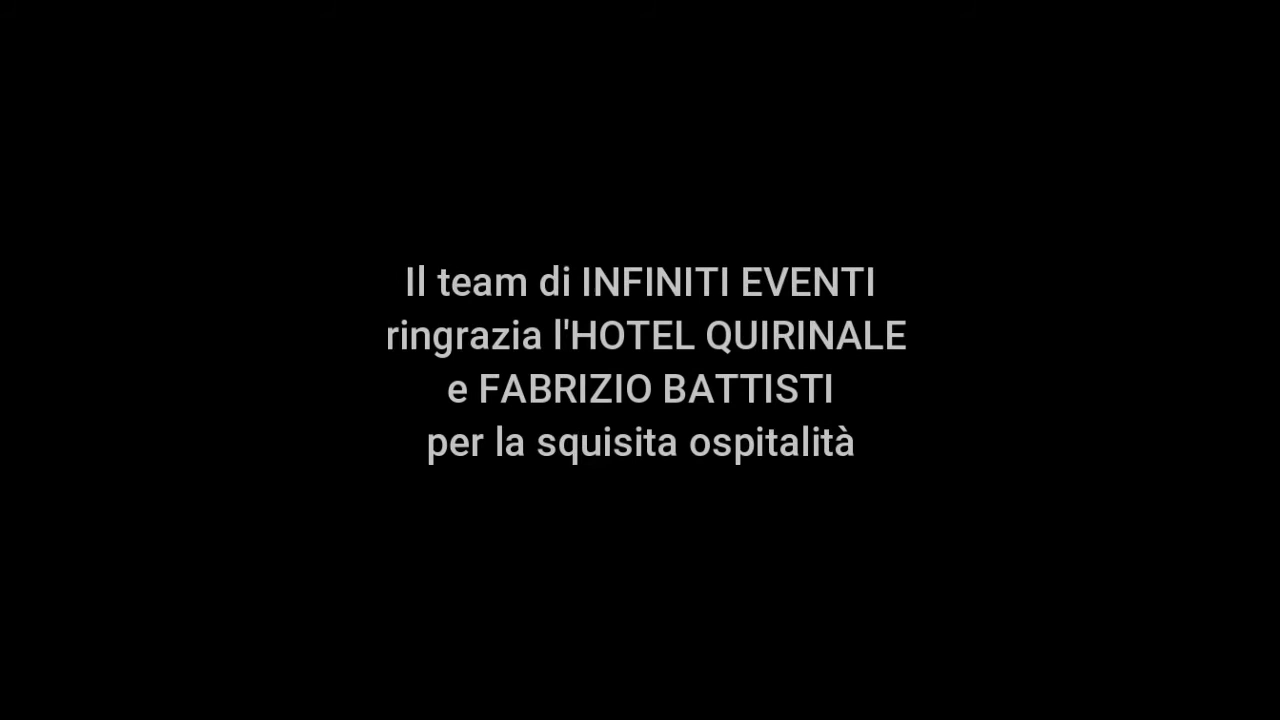 Il team di INFINITI EVENTI
ringrazia l'HOTEL QUIRINALE
e FABRIZIO BATTISTI
per la squisita ospitalità